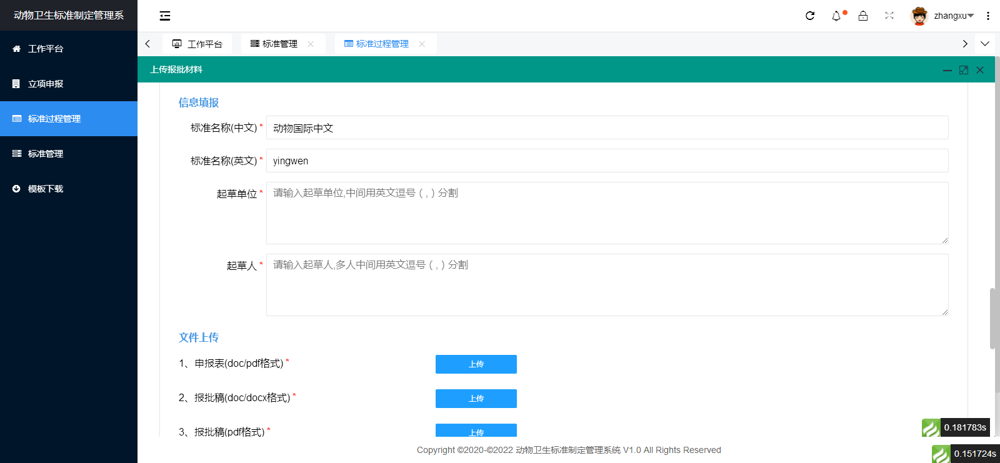 动物卫生标准制定管理系
zhangxu
工作平台
立项申报
标准过程管理
标准管理
模板下载
工作平台
标准管理
标准过程管理
上传报批材料
信息填报
标准名称(中文) *
动物国际中文
标准名称(英文) *
yingwen
起草单位 *
请输入起草单位,中间用英文逗号 ( , ) 分割
起草人 *
请输入起草人,多人中间用英文逗号 ( , ) 分割
文件上传
1、申报表(doc/pdf格式) *
上传
2、报批稿(doc/docx格式) *
上传
3、报批稿(pdf格式) *
上传
0.181783s
Copyright ©2020-©2022 动物卫生标准制定管理系统 V1.0 All Rights Reserved
0.151724s